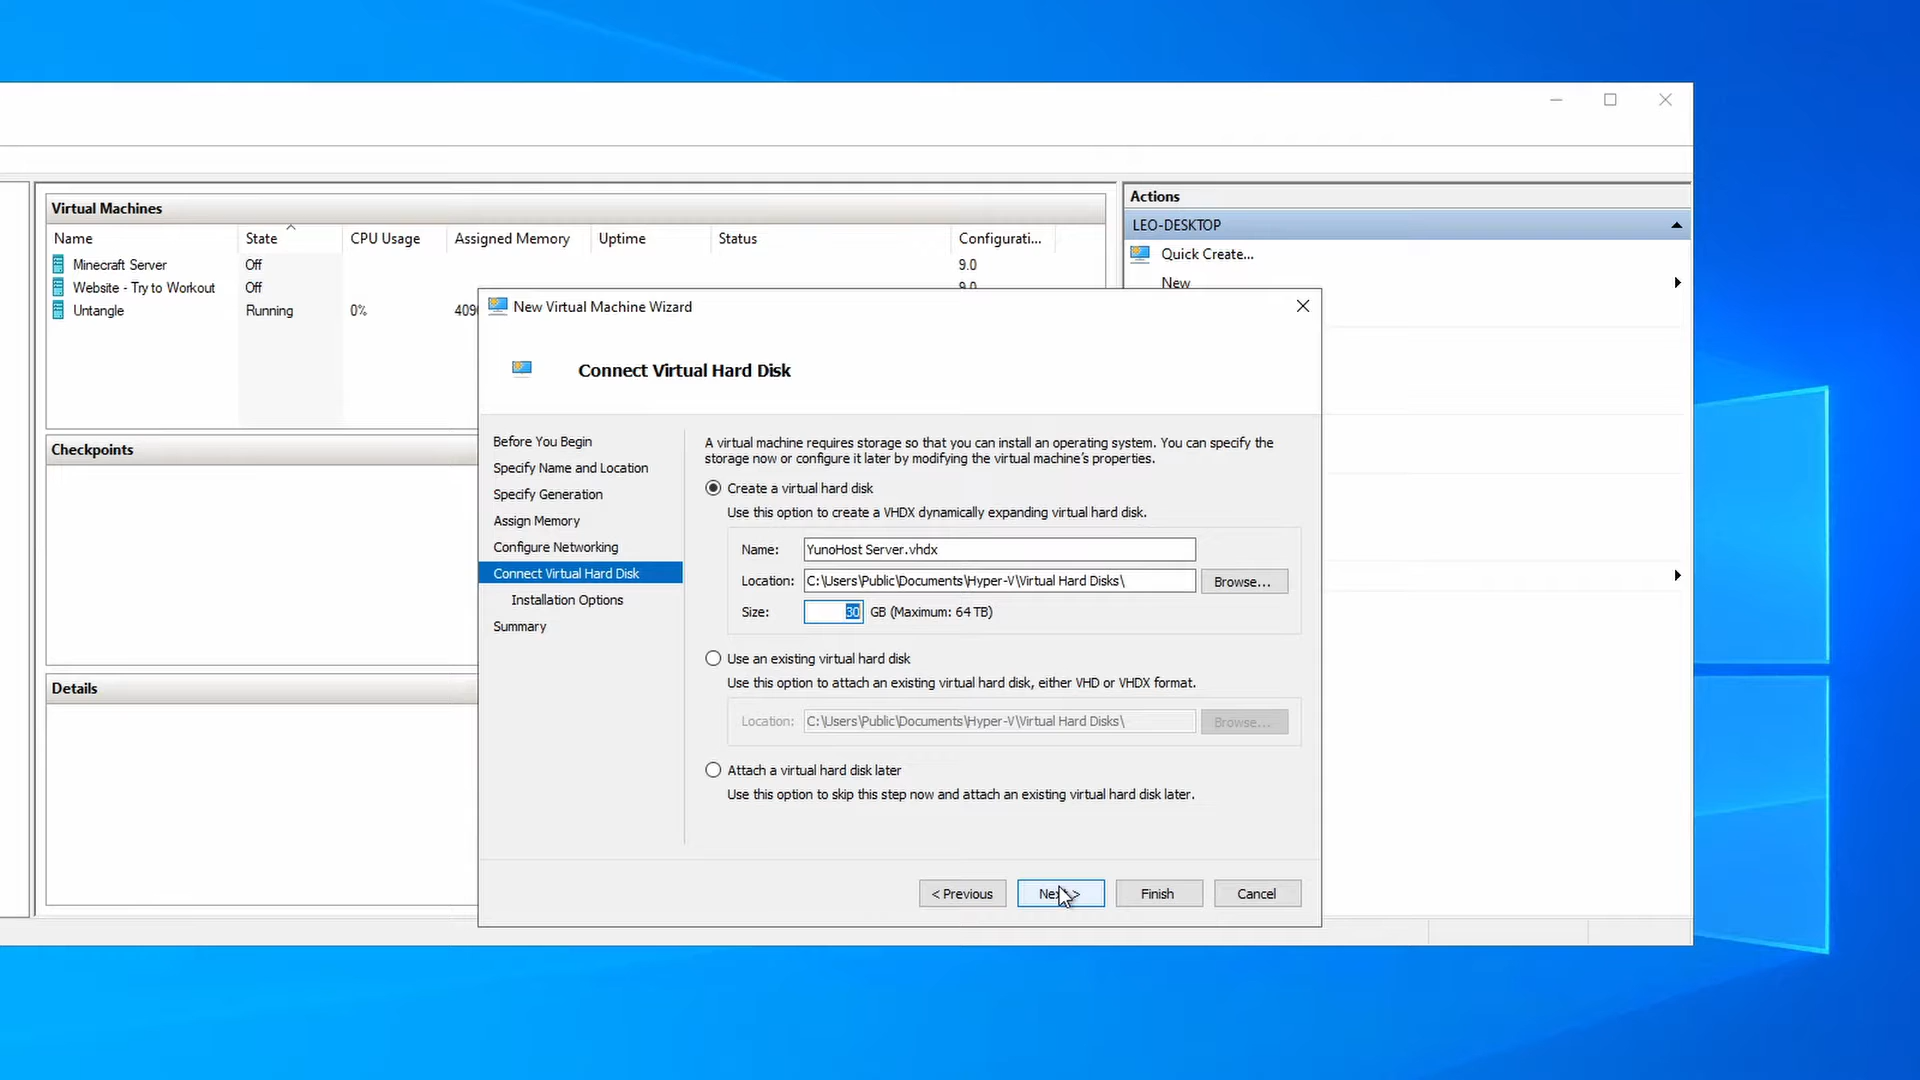 Virtual Machines
Name State CPU Usage Assigned Memory Uptime Status Configurati...
Minecraft Server Off 9.0
Website - Try to Workout Off 9.0
Untangle Running 0%
Checkpoints
Details
Actions
LEO-DESKTOP
Quick Create...
New
New Virtual Machine Wizard
Connect Virtual Hard Disk
Before You Begin
Specify Name and Location
Specify Generation
Assign Memory
Configure Networking
Connect Virtual Hard Disk
Installation Options
Summary
A virtual machine requires storage so that you can install an operating system. You can specify the
storage now or configure it later by modifying the virtual machine's properties.
Create a virtual hard disk
Use this option to create a VHDX dynamically expanding virtual hard disk.
Name: YunoHost Server.vhdx
Location: C:\Users\Public\Documents\Hyper-V\Virtual Hard Disks\ Browse...
Size: 30 GB (Maximum: 64 TB)
Use an existing virtual hard disk
Use this option to attach an existing virtual hard disk, either VHD or VHDX format.
Location: C:\Users\Public\Documents\Hyper-V\Virtual Hard Disks\ Browse...
Attach a virtual hard disk later
Use this option to skip this step now and attach an existing virtual hard disk later.
< Previous Next > Finish Cancel